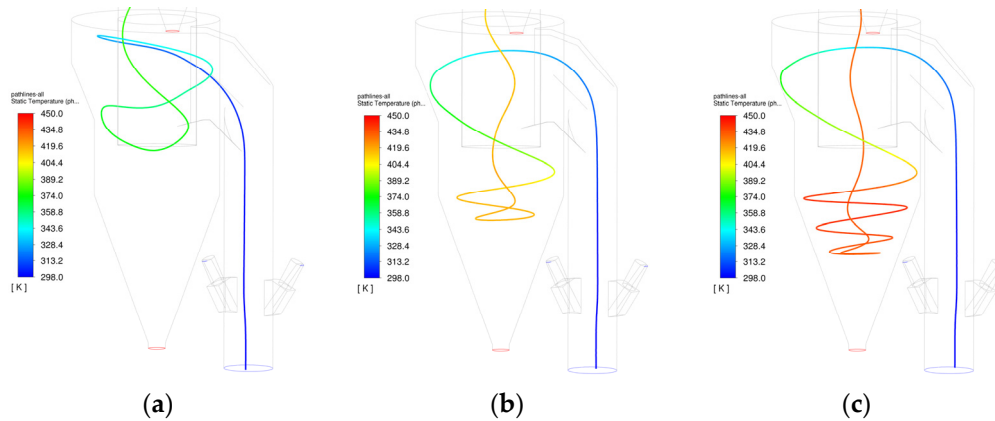 pathlines-all
Static Temperature (ph...
450.0
434.8
419.6
404.4
389.2
374.0
358.8
343.6
328.4
313.2
298.0
[ K ]
pathlines-all
Static Temperature (ph...
450.0
434.8
419.6
404.4
389.2
374.0
358.8
343.6
328.4
313.2
298.0
[ K ]
pathlines-all
Static Temperature (ph...
450.0
434.8
419.6
404.4
389.2
374.0
358.8
343.6
328.4
313.2
298.0
[ K ]
(a)
(b)
(c)